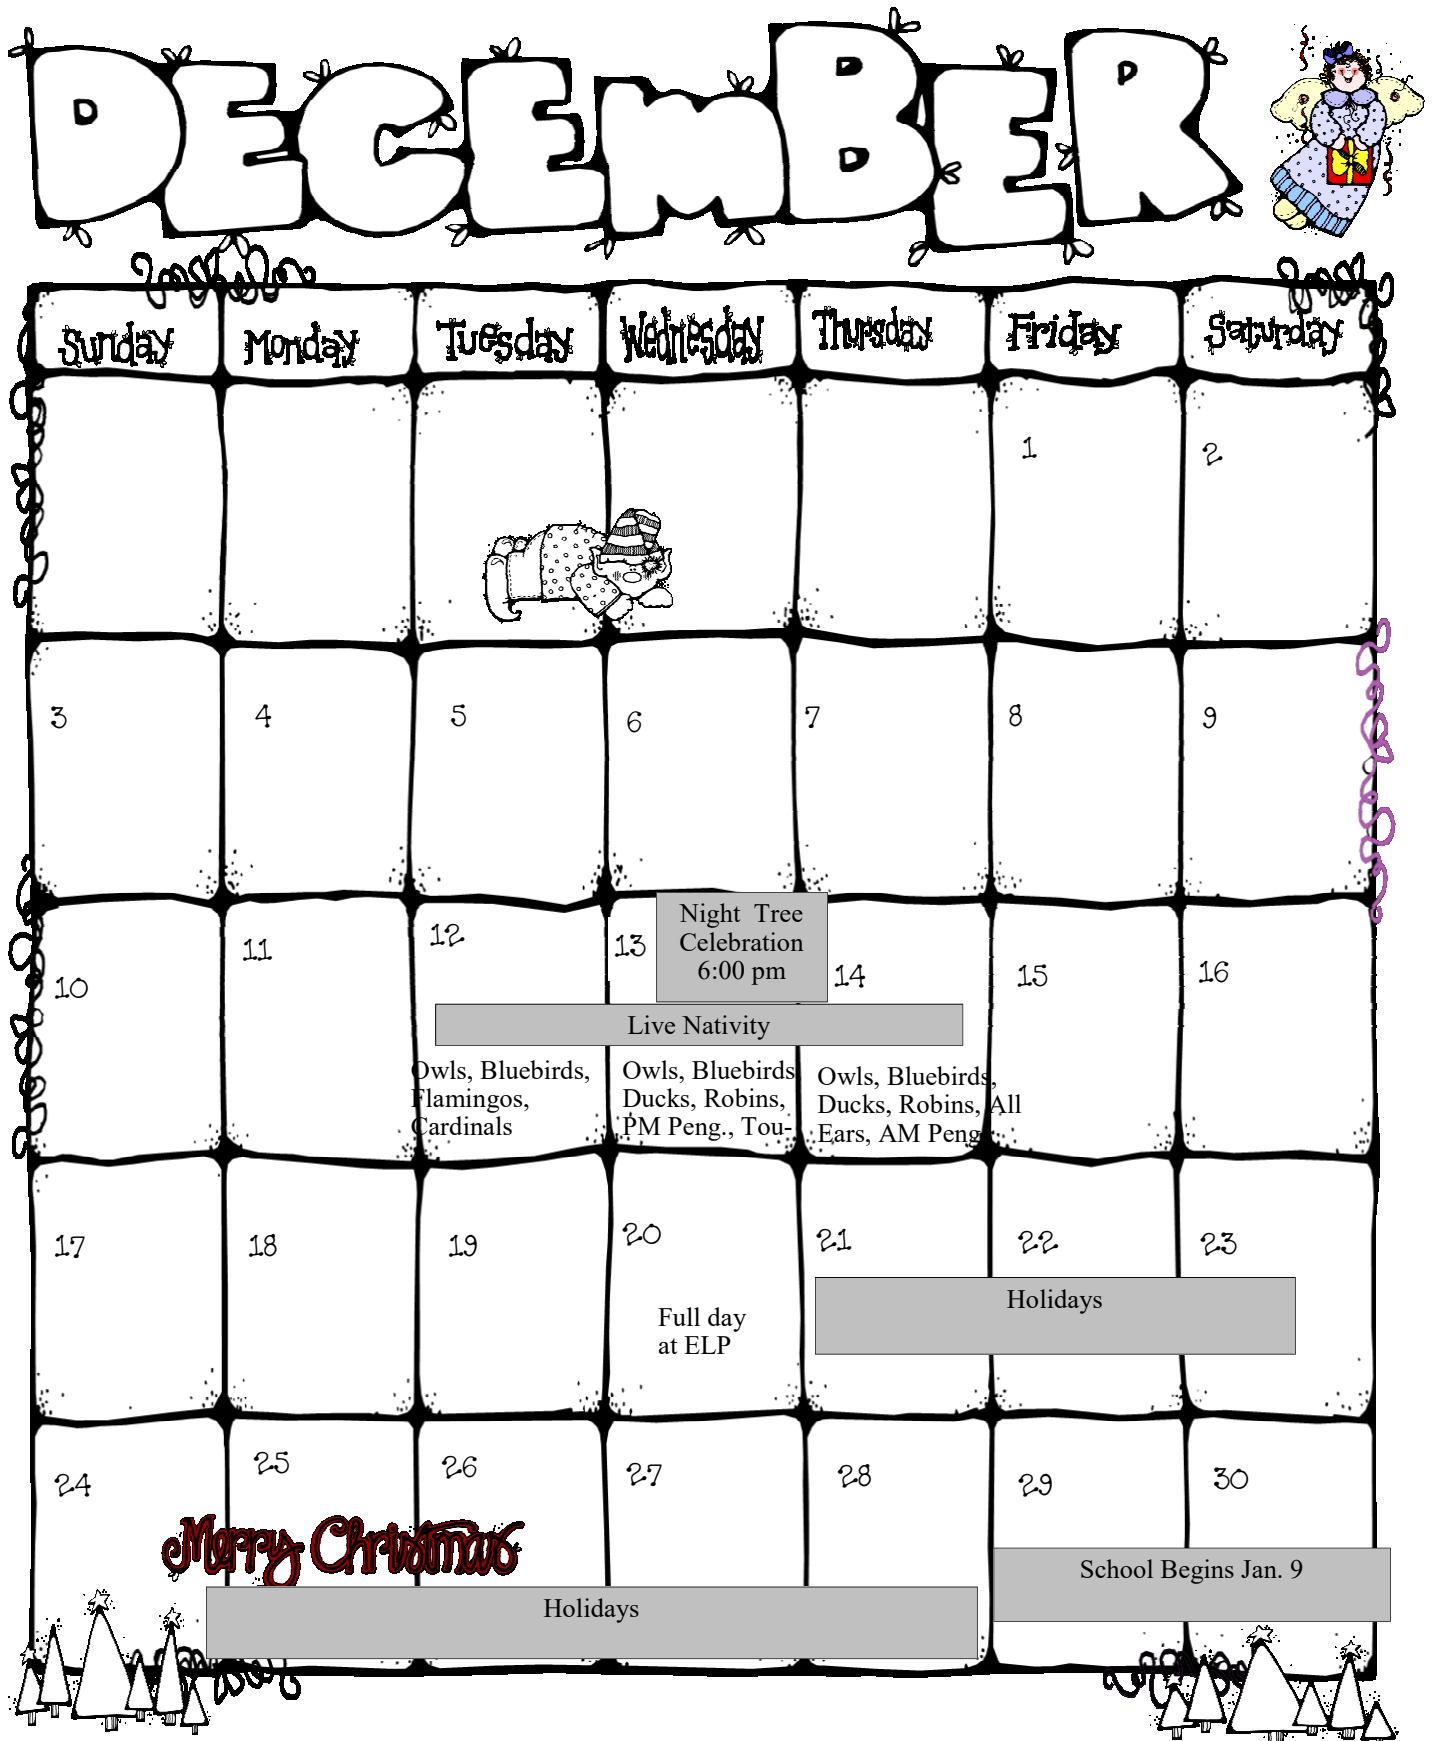 DECEmBER
Sunday Monday Tuesday Wednesday Thursday Friday Saturday
1 2
3 4 5 6 7 8 9
10 11 12 13 14 15 16
Night Tree
Celebration
6:00 pm
Live Nativity
Owls, Bluebirds,
Flamingos,
Cardinals
Owls, Bluebirds
Ducks, Robins,
PM Peng., Tou-
Owls, Bluebirds,
Ducks, Robins, All
Ears, AM Peng
17 18 19 20 21 22 23
Full day
at ELP
Holidays
24 25 26 27 28 29 30
Merry Christmas
Holidays
School Begins Jan. 9